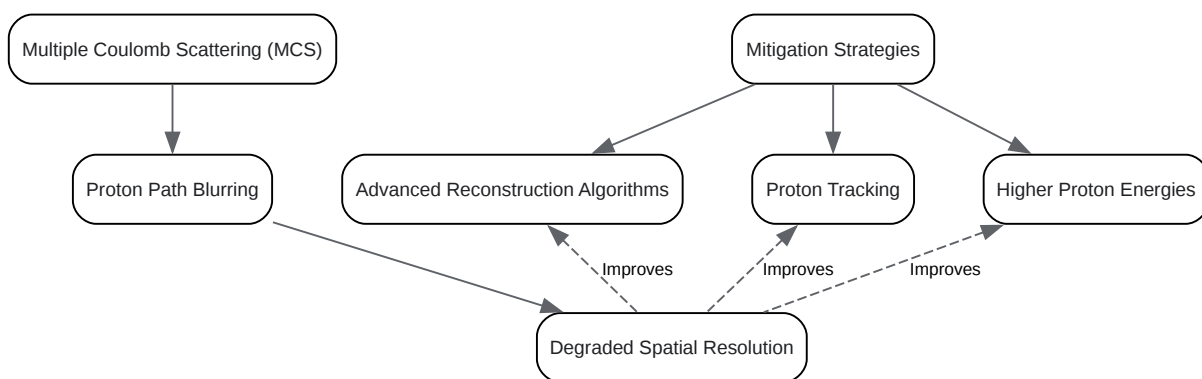 Multiple Coulomb Scattering (MCS)
Mitigation Strategies
Proton Path Blurring
Advanced Reconstruction Algorithms
Proton Tracking
Higher Proton Energies
Improves
Improves
Improves
Degraded Spatial Resolution